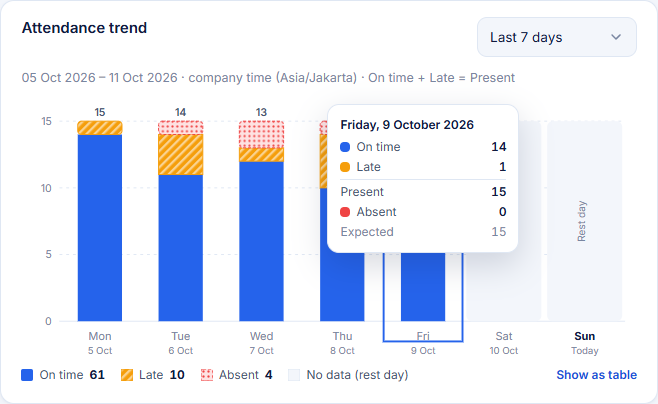 Attendance trend
Last 7 days
05 Oct 2026 – 11 Oct 2026 · company time (Asia/Jakarta) · On time + Late = Present
15 14 13
15
10
5
0
Friday, 9 October 2026
On time 14
Late 1
Present 15
Absent 0
Expected 15
Rest day
Mon Tue Wed Thu Fri Sat Sun
5 Oct 6 Oct 7 Oct 8 Oct 9 Oct 10 Oct Today
On time 61 Late 10 Absent 4 No data (rest day) Show as table